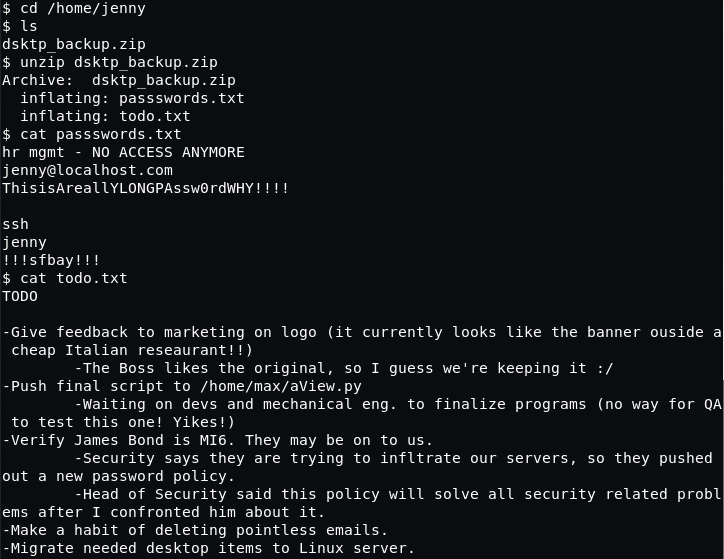 $ cd /home/jenny
$ ls
dsktp_backup.zip
$ unzip dsktp_backup.zip
Archive:  dsktp_backup.zip
  inflating: passswords.txt
  inflating: todo.txt
$ cat passswords.txt
hr mgmt - NO ACCESS ANYMORE
jenny@localhost.com
ThisisAreallYLONGPAssw0rdWHY!!!!

ssh
jenny
!!!sfbay!!!
$ cat todo.txt
TODO

-Give feedback to marketing on logo (it currently looks like the banner ouside a
 cheap Italian reseaurant!!)
        -The Boss likes the original, so I guess we're keeping it :/
-Push final script to /home/max/aView.py
        -Waiting on devs and mechanical eng. to finalize programs (no way for QA
 to test this one! Yikes!)
-Verify James Bond is MI6. They may be on to us.
        -Security says they are trying to infltrate our servers, so they pushed
out a new password policy.
        -Head of Security said this policy will solve all security related probl
ems after I confronted him about it.
-Make a habit of deleting pointless emails.
-Migrate needed desktop items to Linux server.